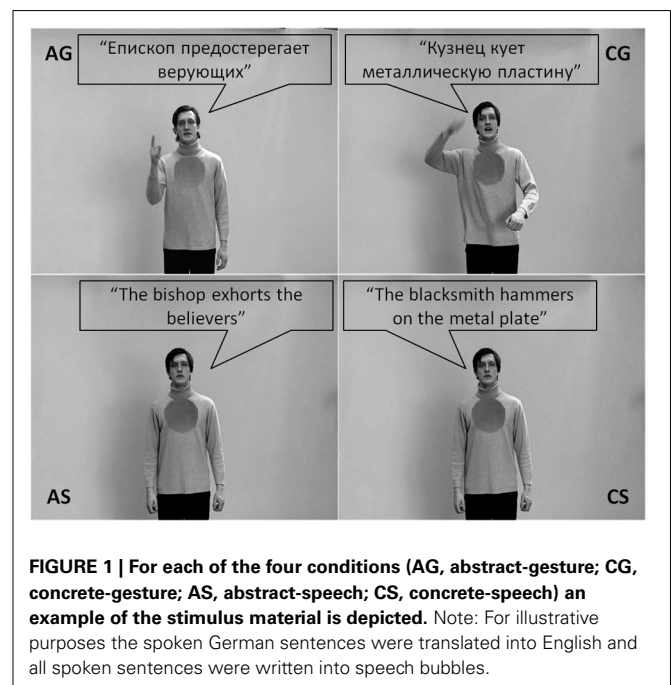 AG
“Епископ предостерегает
верующих”
“Кузнец кует
металлическую пластину”
CG
“The bishop exhorts the
believers”
AS
“The blacksmith hammers
on the metal plate”
CS
FIGURE 1 | For each of the four conditions (AG, abstract-gesture; CG,
concrete-gesture; AS, abstract-speech; CS, concrete-speech) an
example of the stimulus material is depicted. Note: For illustrative
purposes the spoken German sentences were translated into English and
all spoken sentences were written into speech bubbles.